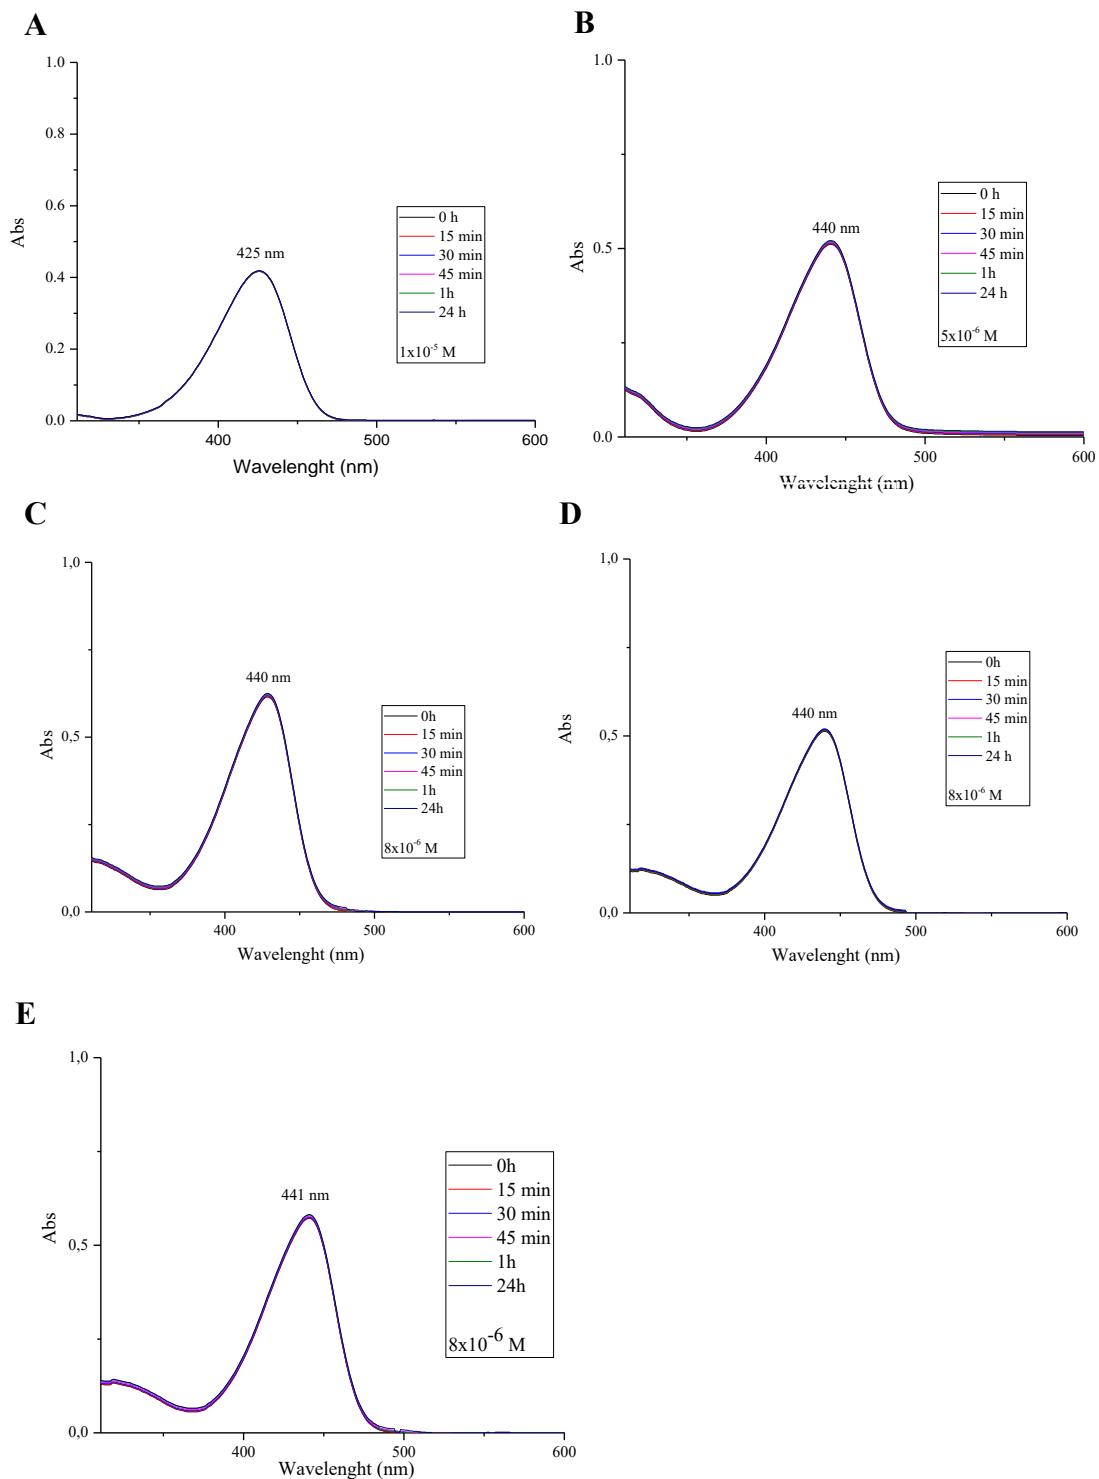 A
1.0
0.8
0.6
0.4
0.2
0.0
Abs
425 nm
0 h
15 min
30 min
45 min
1h
24 h
1x10⁻⁵ M
400
500
600
Wavelenght (nm)
B
1.0
0.5
0.0
Abs
440 nm
0 h
15 min
30 min
45 min
1h
24 h
5x10⁻⁶ M
400
500
600
Wavelenght (nm)
C
1,0
0,5
0,0
Abs
440 nm
0h
15 min
30 min
45 min
1h
24h
8x10⁻⁶ M
400
500
600
Wavelenght (nm)
D
1,0
0,5
0,0
Abs
440 nm
0h
15 min
30 min
45 min
1h
24 h
8x10⁻⁶ M
400
500
600
Wavelenght (nm)
E
1,0
0,5
0,0
Abs
441 nm
0h
15 min
30 min
45 min
1h
24h
8x10⁻⁶ M
400
500
600
Wavelenght (nm)